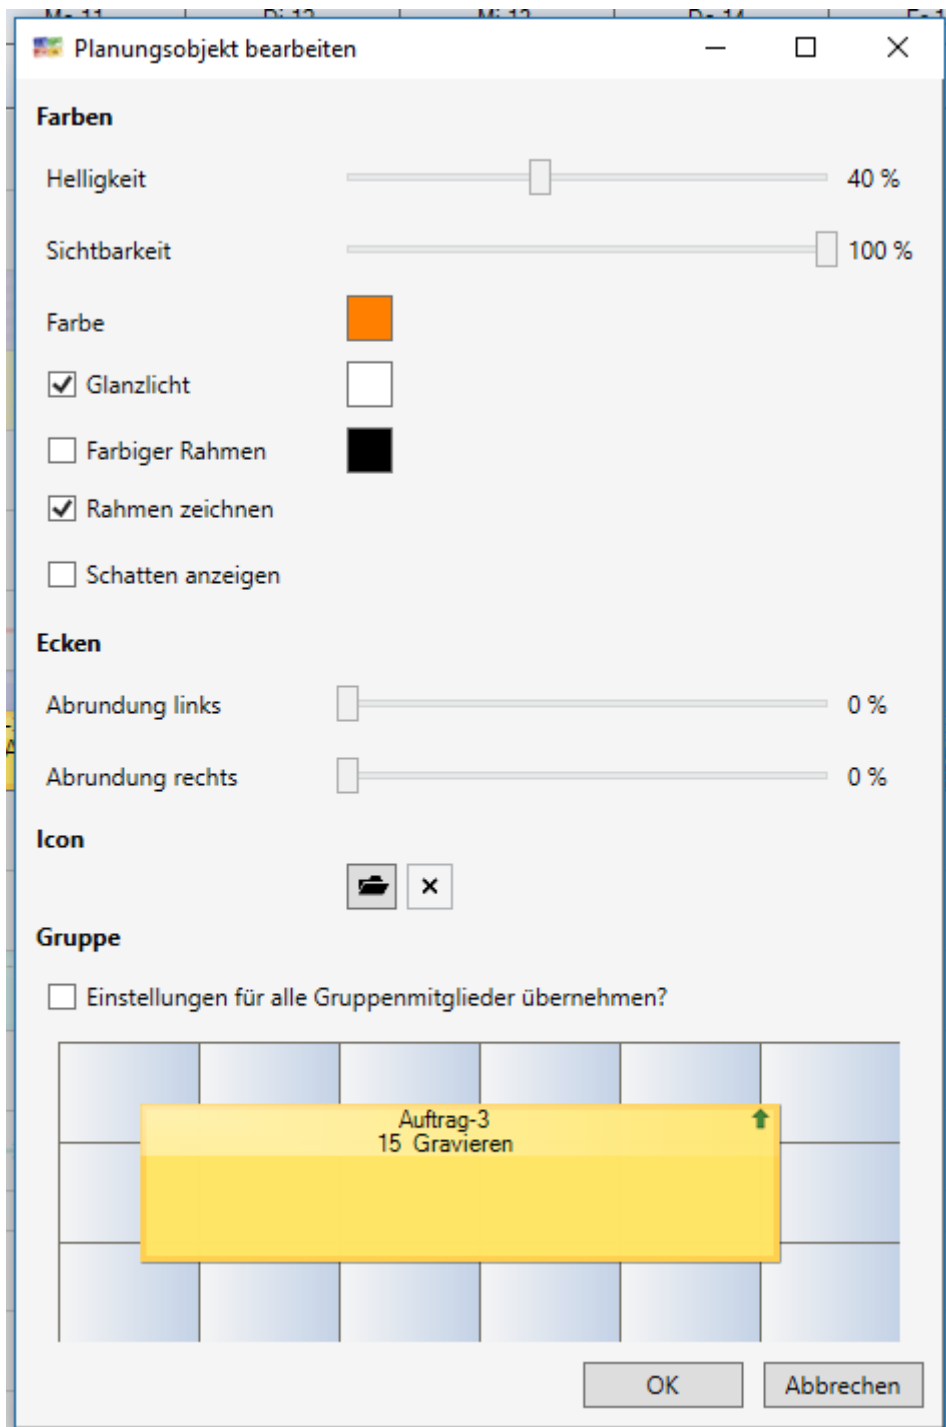 Planungsobjekt bearbeiten
Farben
Helligkeit 40 %
Sichtbarkeit 100 %
Farbe
Glanzlicht
Farbiger Rahmen
Rahmen zeichnen
Schatten anzeigen
Ecken
Abrundung links 0 %
Abrundung rechts 0 %
Icon
Gruppe
Einstellungen für alle Gruppenmitglieder übernehmen?
Auftrag-3
15 Gravieren
OK Abbrechen